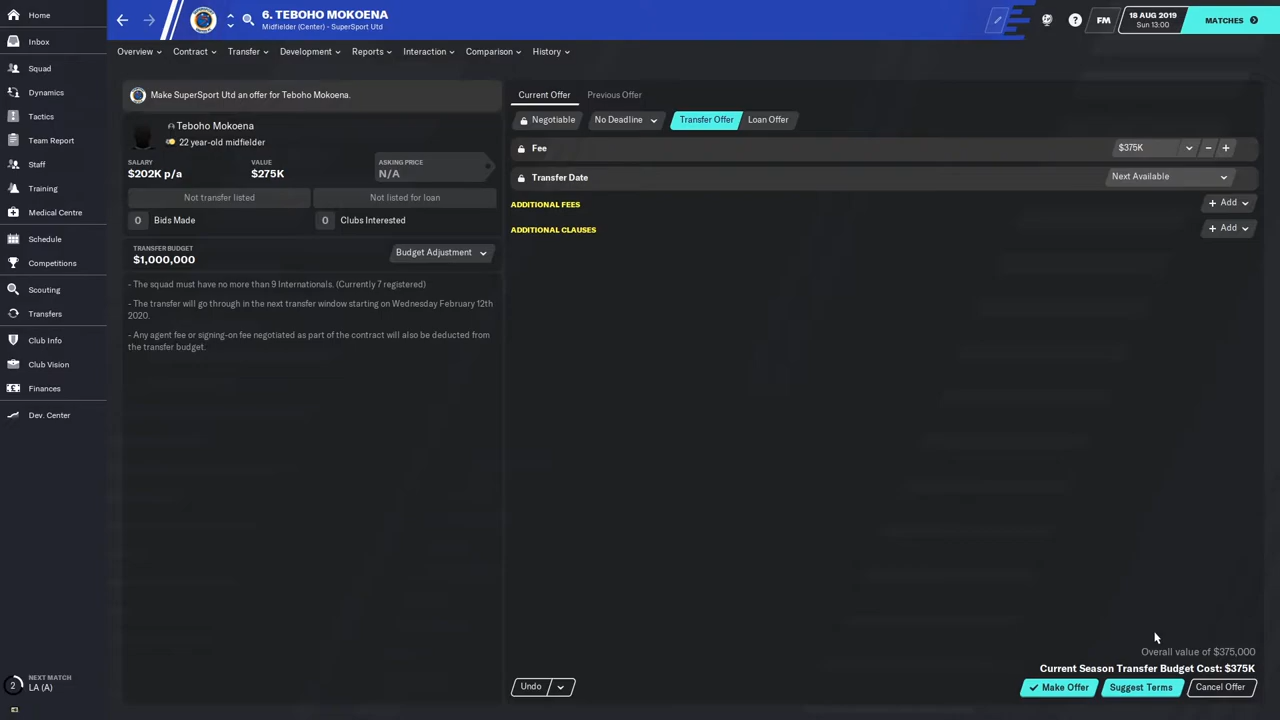 Home
Inbox
Squad
Dynamics
Tactics
Team Report
Staff
Training
Medical Centre
Schedule
Competitions
Scouting
Transfers
Club Info
Club Vision
Finances
Dev. Center
2
NEXT MATCH
LA (A)
6. TEBOHO MOKOENA
Midfielder (Center) - SuperSport Utd
?
FM
18 AUG 2019
Sun 13:00
MATCHES
Overview
Contract
Transfer
Development
Reports
Interaction
Comparison
History
Make SuperSport Utd an offer for Teboho Mokoena.
Teboho Mokoena
22 year-old midfielder
SALARY
$202K p/a
VALUE
$275K
ASKING PRICE
N/A
Not transfer listed
Not listed for loan
0 Bids Made
0 Clubs Interested
TRANSFER BUDGET
$1,000,000
Budget Adjustment
- The squad must have no more than 9 Internationals. (Currently 7 registered)
- The transfer will go through in the next transfer window starting on Wednesday February 12th
2020.
- Any agent fee or signing-on fee negotiated as part of the contract will also be deducted from
the transfer budget.
Current Offer
Previous Offer
Negotiable
No Deadline
Transfer Offer
Loan Offer
Fee
$375K
Transfer Date
Next Available
ADDITIONAL FEES
+ Add
ADDITIONAL CLAUSES
+ Add
Overall value of $375,000
Current Season Transfer Budget Cost: $375K
Undo
Make Offer
Suggest Terms
Cancel Offer